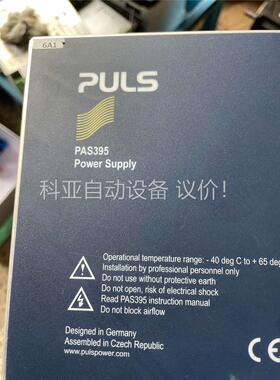 6A1
PULS
PAS395
Power Supply
科亚自动设备 议价!
Operational temperature range: - 40 deg C to + 65 deg
Installation by professional personnel only
Do not use without protective earth
Do not open, risk of electrical shock
Read PAS395 instruction manual
Do not block airflow
Designed in Germany
Assembled in Czech Republic
www.pulspower.com
CE